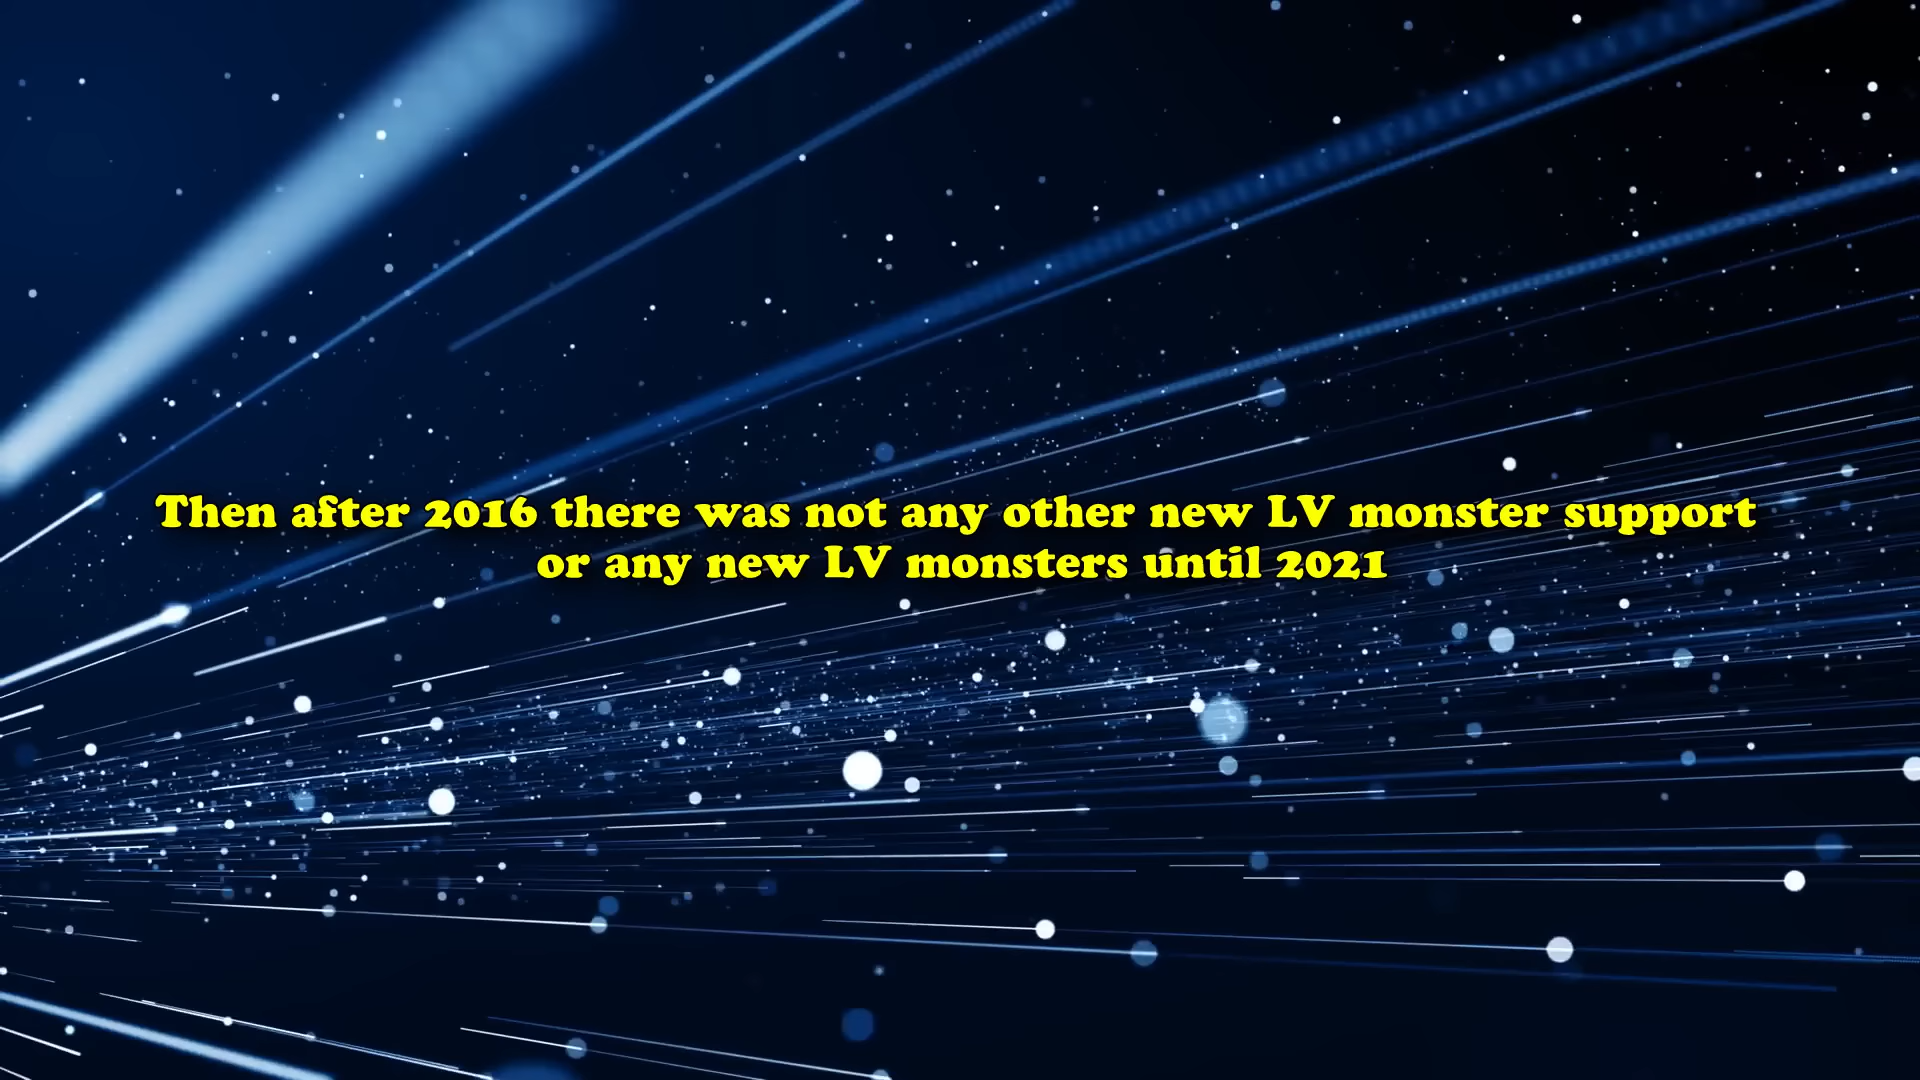 Then after 2016 there was not any other new LV monster support
or any new LV monsters until 2021